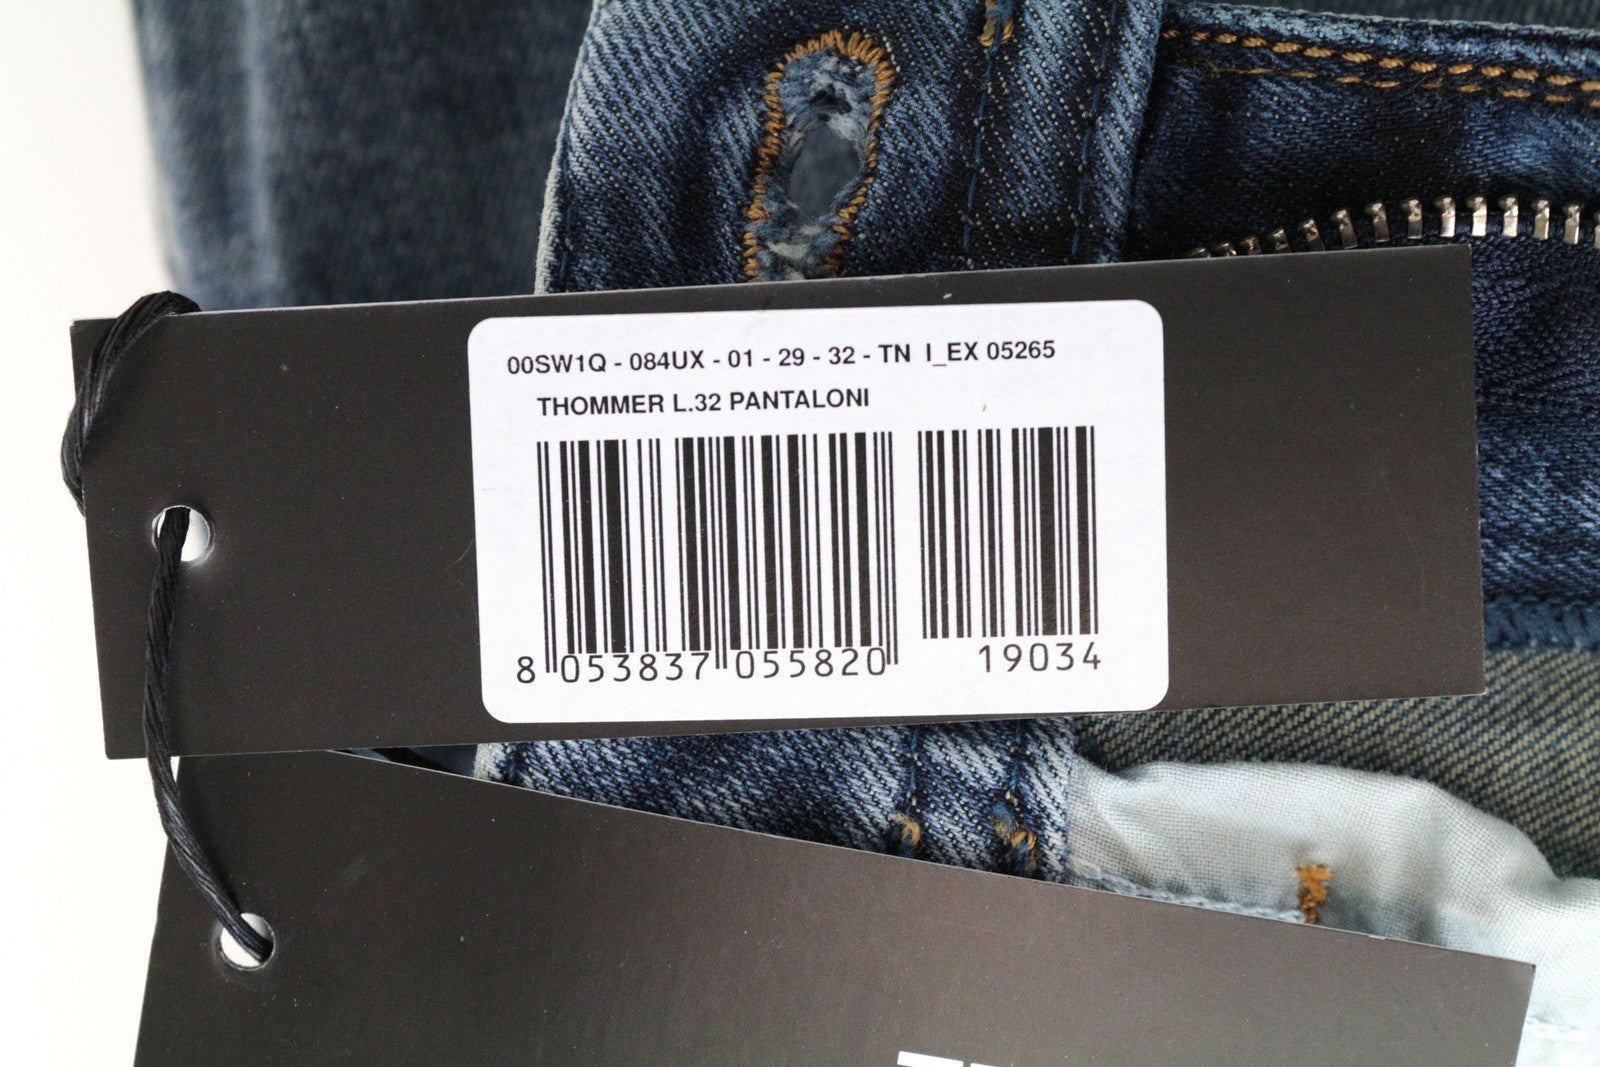 00SW1Q - 084UX - 01 - 29 - 32 - TN I_EX 05265
THOMMER L.32 PANTALONI
8 053837 055820 19034